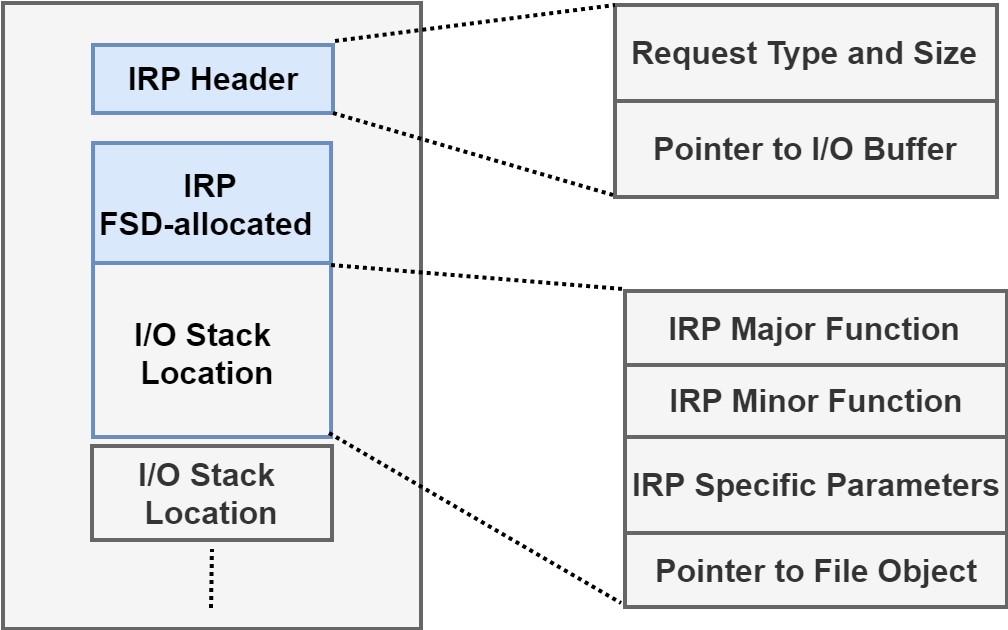 IRP Header
IRP
FSD-allocated
I/O Stack
Location
I/O Stack
Location
Request Type and Size
Pointer to I/O Buffer
IRP Major Function
IRP Minor Function
IRP Specific Parameters
Pointer to File Object